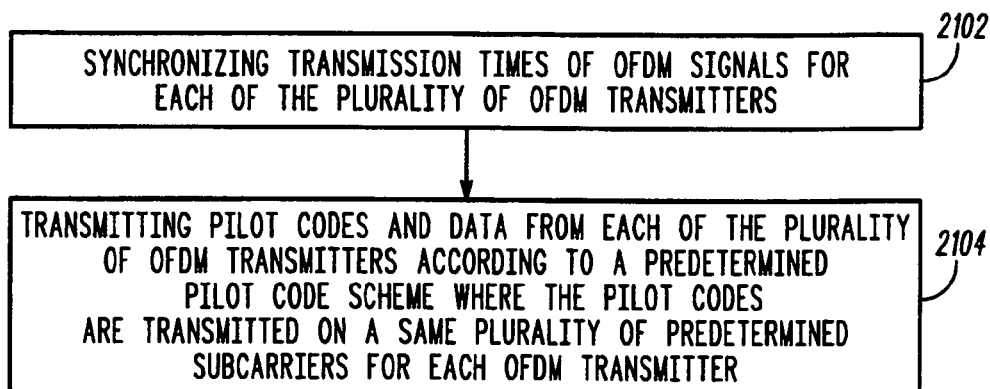 2102
SYNCHRONIZING TRANSMISSION TIMES OF OFDM SIGNALS FOR
EACH OF THE PLURALITY OF OFDM TRANSMITTERS
TRANSMITTING PILOT CODES AND DATA FROM EACH OF THE PLURALITY
OF OFDM TRANSMITTERS ACCORDING TO A PREDETERMINED
PILOT CODE SCHEME WHERE THE PILOT CODES
ARE TRANSMITTED ON A SAME PLURALITY OF PREDETERMINED
SUBCARRIERS FOR EACH OFDM TRANSMITTER
2104